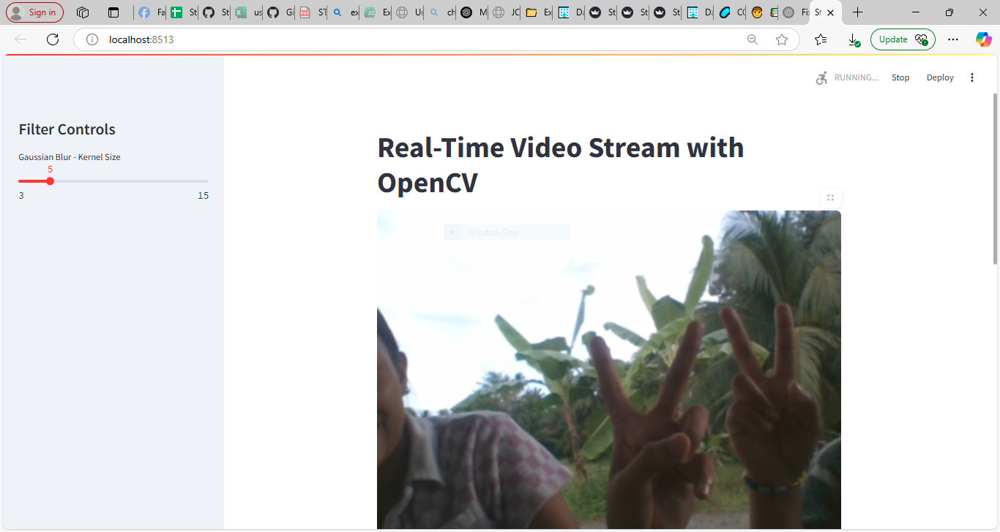 Sign in
Fa
St
St
us
Gi
ST
ex
Ex
Ur
ch
M
JC
Ex
Da
St
St
St
Da
CC
Fi
St
localhost:8513
Update
RUNNING...
Stop
Deploy
Filter Controls
Gaussian Blur - Kernel Size
5
3
15
Real-Time Video Stream with
OpenCV
Window Snip